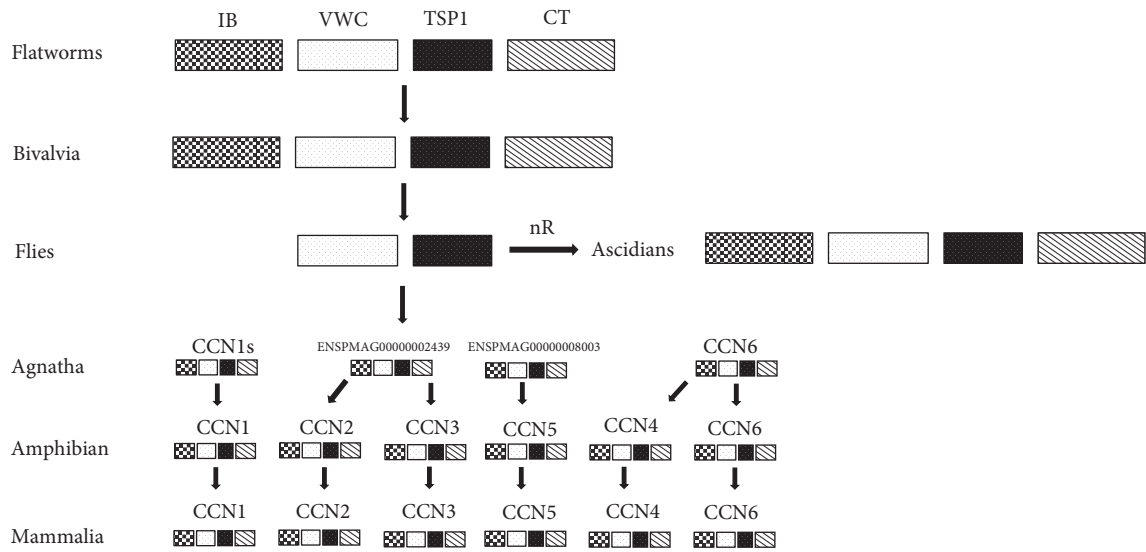 IB VWC TSP1 CT
Flatworms
Bivalvia
nR
Flies Ascidians
ENSPMAG00000002439 ENSPMAG00000008003
CCN1s CCN6
Agnatha
CCN1 CCN2 CCN3 CCN5 CCN4 CCN6
Amphibian
CCN1 CCN2 CCN3 CCN5 CCN4 CCN6
Mammalia